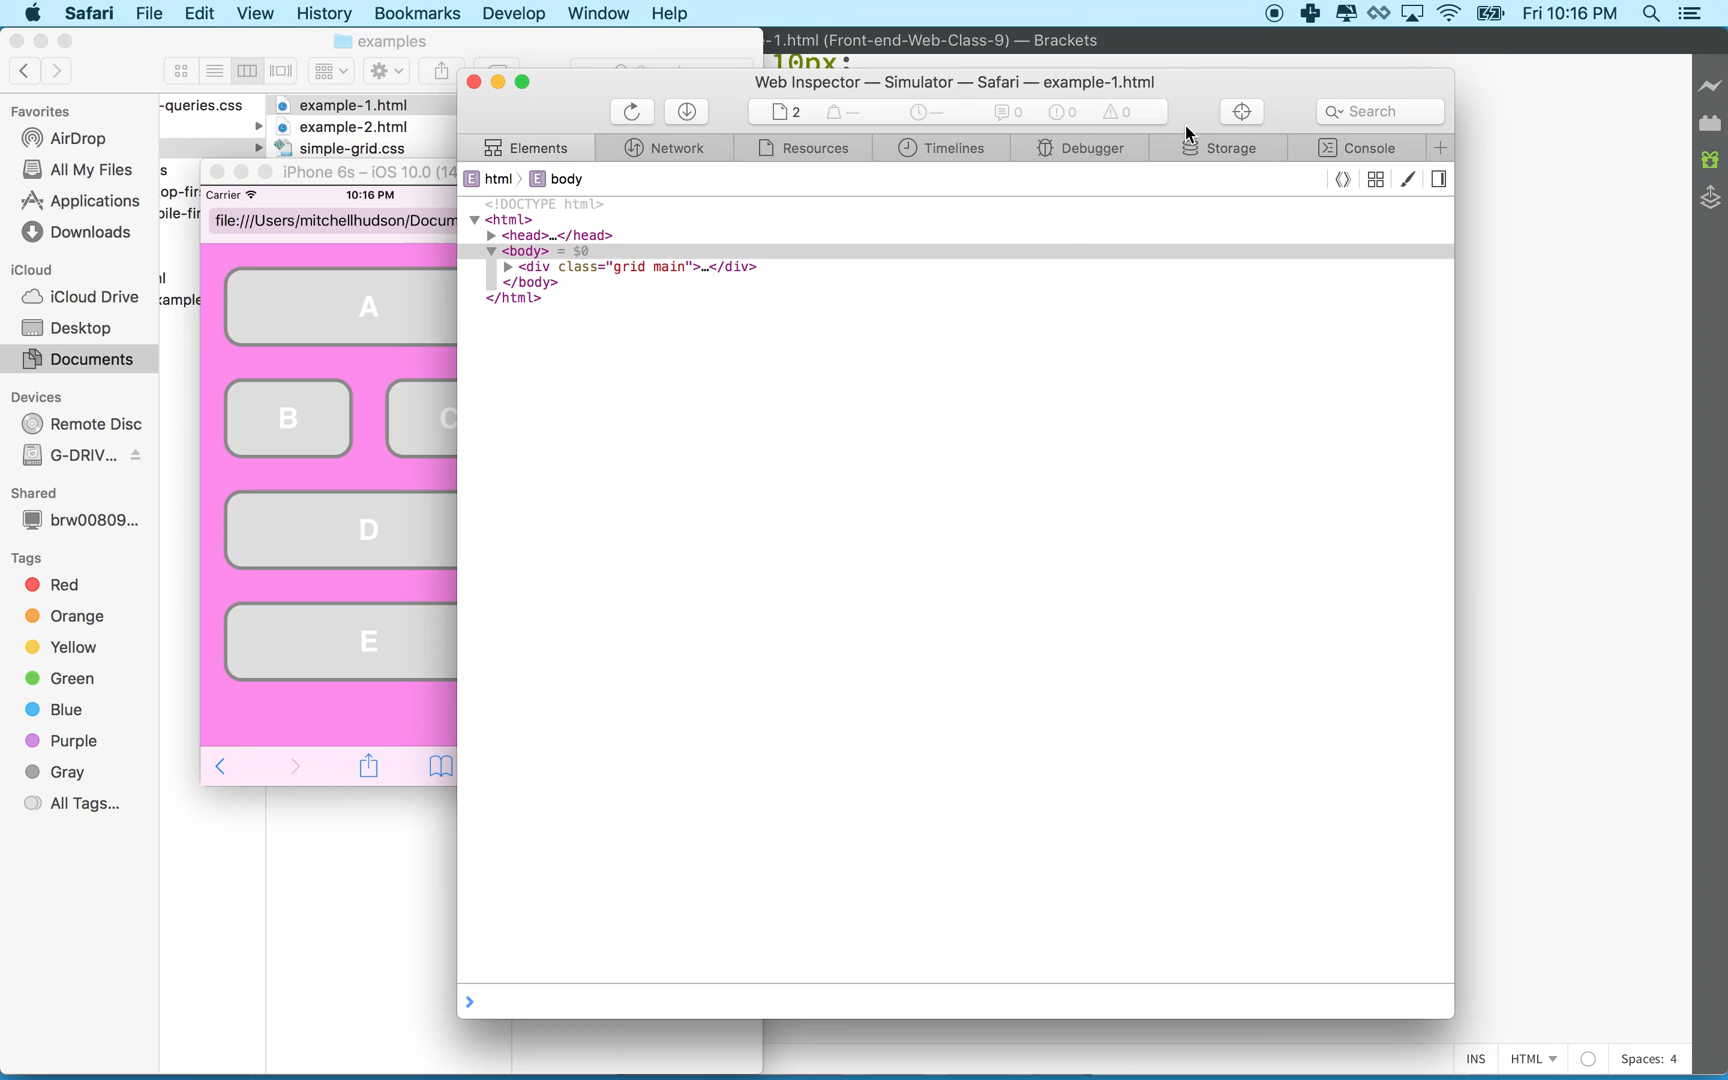 Safari File Edit View History Bookmarks Develop Window Help
Fri 10:16 PM
examples
-1.html (Front-end-Web-Class-9) — Brackets
10px;
Favorites
AirDrop
All My Files
Applications
Downloads
iCloud
iCloud Drive
Desktop
Documents
Devices
Remote Disc
G-DRIV...
Shared
brw00809...
Tags
Red
Orange
Yellow
Green
Blue
Purple
Gray
All Tags...
-queries.css
s
example-1.html
example-2.html
simple-grid.css
iPhone 6s – iOS 10.0 (14
Carrier
10:16 PM
file:///Users/mitchellhudson/Docum
A
B
C
D
E
Web Inspector — Simulator — Safari — example-1.html
2 — — 0 0 0
Search
Elements Network Resources Timelines Debugger Storage Console
E html E body
<!DOCTYPE html>
<html>
<head>…</head>
<body> = $0
<div class="grid main">…</div>
</body>
</html>
INS HTML Spaces: 4